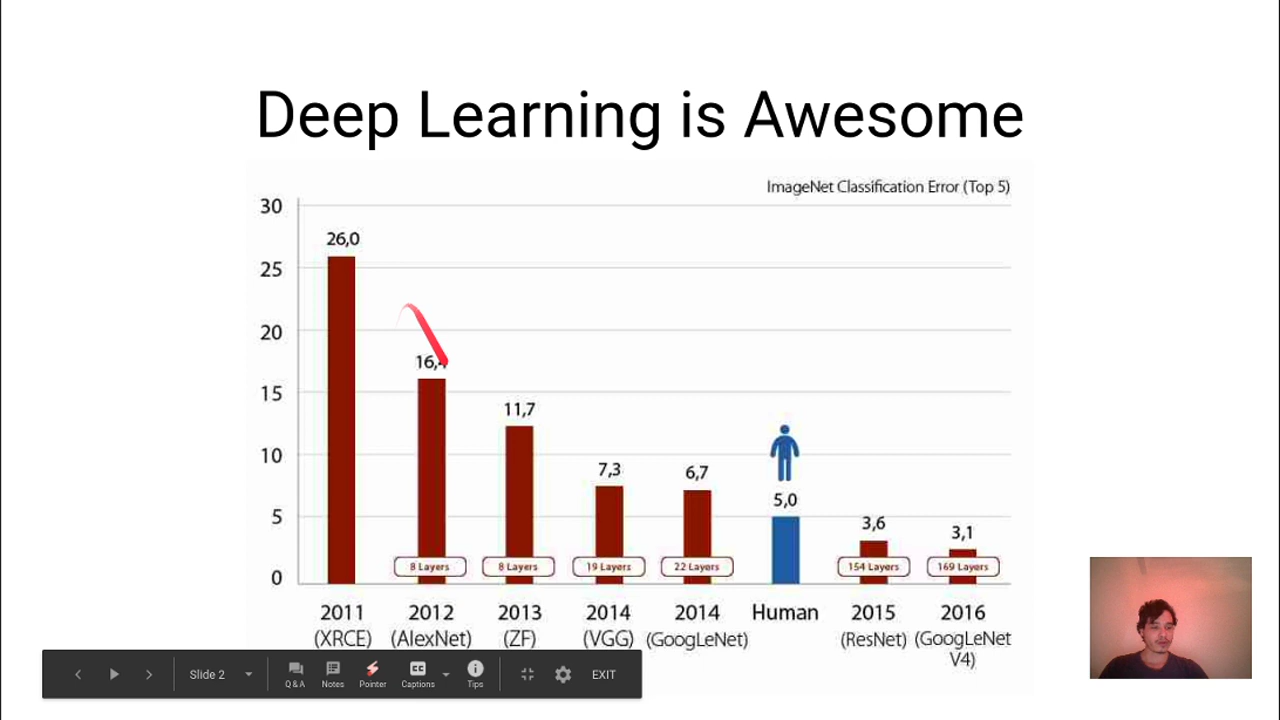 Deep Learning is Awesome
ImageNet Classification Error (Top 5)
30
25
20
15
10
5
0
26,0
16,4
11,7
7,3
6,7
5,0
3,6
3,1
8 Layers
8 Layers
19 Layers
22 Layers
154 Layers
169 Layers
2011
(XRCE)
2012
(AlexNet)
2013
(ZF)
2014
(VGG)
2014
(GoogLeNet)
Human
2015
(ResNet)
2016
(GoogLeNet
V4)
Slide 2
Q & A
Notes
Pointer
CC
Captions
Tips
EXIT